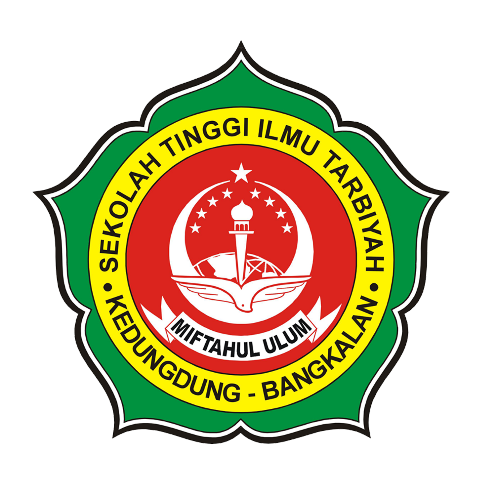 SEKOLAH TINGGI ILMU TARBIYAH
MIFTAHUL ULUM
• KEDUNGDUNG - BANGKALAN •